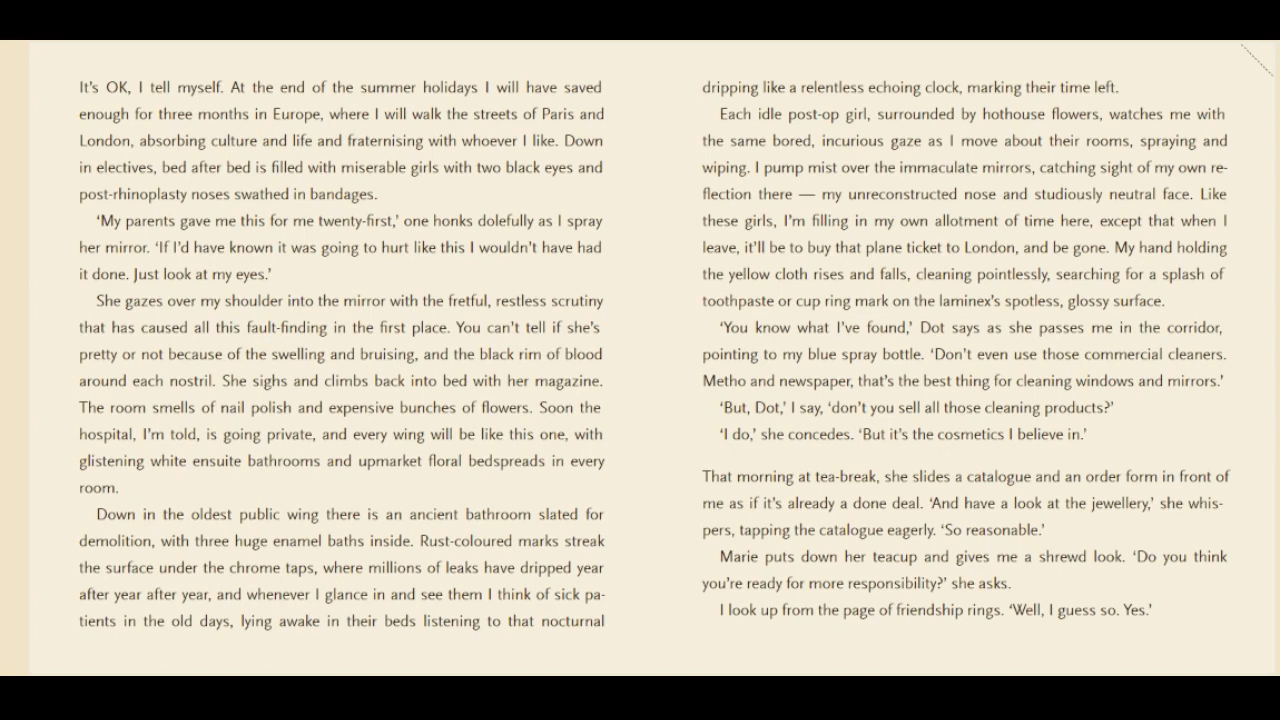 It's OK, I tell myself. At the end of the summer holidays I will have saved
enough for three months in Europe, where I will walk the streets of Paris and
London, absorbing culture and life and fraternising with whoever I like. Down
in electives, bed after bed is filled with miserable girls with two black eyes and
post-rhinoplasty noses swathed in bandages.
‘My parents gave me this for me twenty-first,’ one honks dolefully as I spray
her mirror. ‘If I'd have known it was going to hurt like this I wouldn't have had
it done. Just look at my eyes.’
She gazes over my shoulder into the mirror with the fretful, restless scrutiny
that has caused all this fault-finding in the first place. You can't tell if she's
pretty or not because of the swelling and bruising, and the black rim of blood
around each nostril. She sighs and climbs back into bed with her magazine.
The room smells of nail polish and expensive bunches of flowers. Soon the
hospital, I'm told, is going private, and every wing will be like this one, with
glistening white ensuite bathrooms and upmarket floral bedspreads in every
room.
Down in the oldest public wing there is an ancient bathroom slated for
demolition, with three huge enamel baths inside. Rust-coloured marks streak
the surface under the chrome taps, where millions of leaks have dripped year
after year after year, and whenever I glance in and see them I think of sick pa-
tients in the old days, lying awake in their beds listening to that nocturnal
dripping like a relentless echoing clock, marking their time left.
Each idle post-op girl, surrounded by hothouse flowers, watches me with
the same bored, incurious gaze as I move about their rooms, spraying and
wiping. I pump mist over the immaculate mirrors, catching sight of my own re-
flection there — my unreconstructed nose and studiously neutral face. Like
these girls, I'm filling in my own allotment of time here, except that when I
leave, it'll be to buy that plane ticket to London, and be gone. My hand holding
the yellow cloth rises and falls, cleaning pointlessly, searching for a splash of
toothpaste or cup ring mark on the laminex's spotless, glossy surface.
‘You know what I've found,’ Dot says as she passes me in the corridor,
pointing to my blue spray bottle. ‘Don't even use those commercial cleaners.
Metho and newspaper, that's the best thing for cleaning windows and mirrors.’
‘But, Dot,’ I say, ‘don't you sell all those cleaning products?’
‘I do,’ she concedes. ‘But it's the cosmetics I believe in.’
That morning at tea-break, she slides a catalogue and an order form in front of
me as if it's already a done deal. ‘And have a look at the jewellery,’ she whis-
pers, tapping the catalogue eagerly. ‘So reasonable.’
Marie puts down her teacup and gives me a shrewd look. ‘Do you think
you're ready for more responsibility?’ she asks.
I look up from the page of friendship rings. ‘Well, I guess so. Yes.’